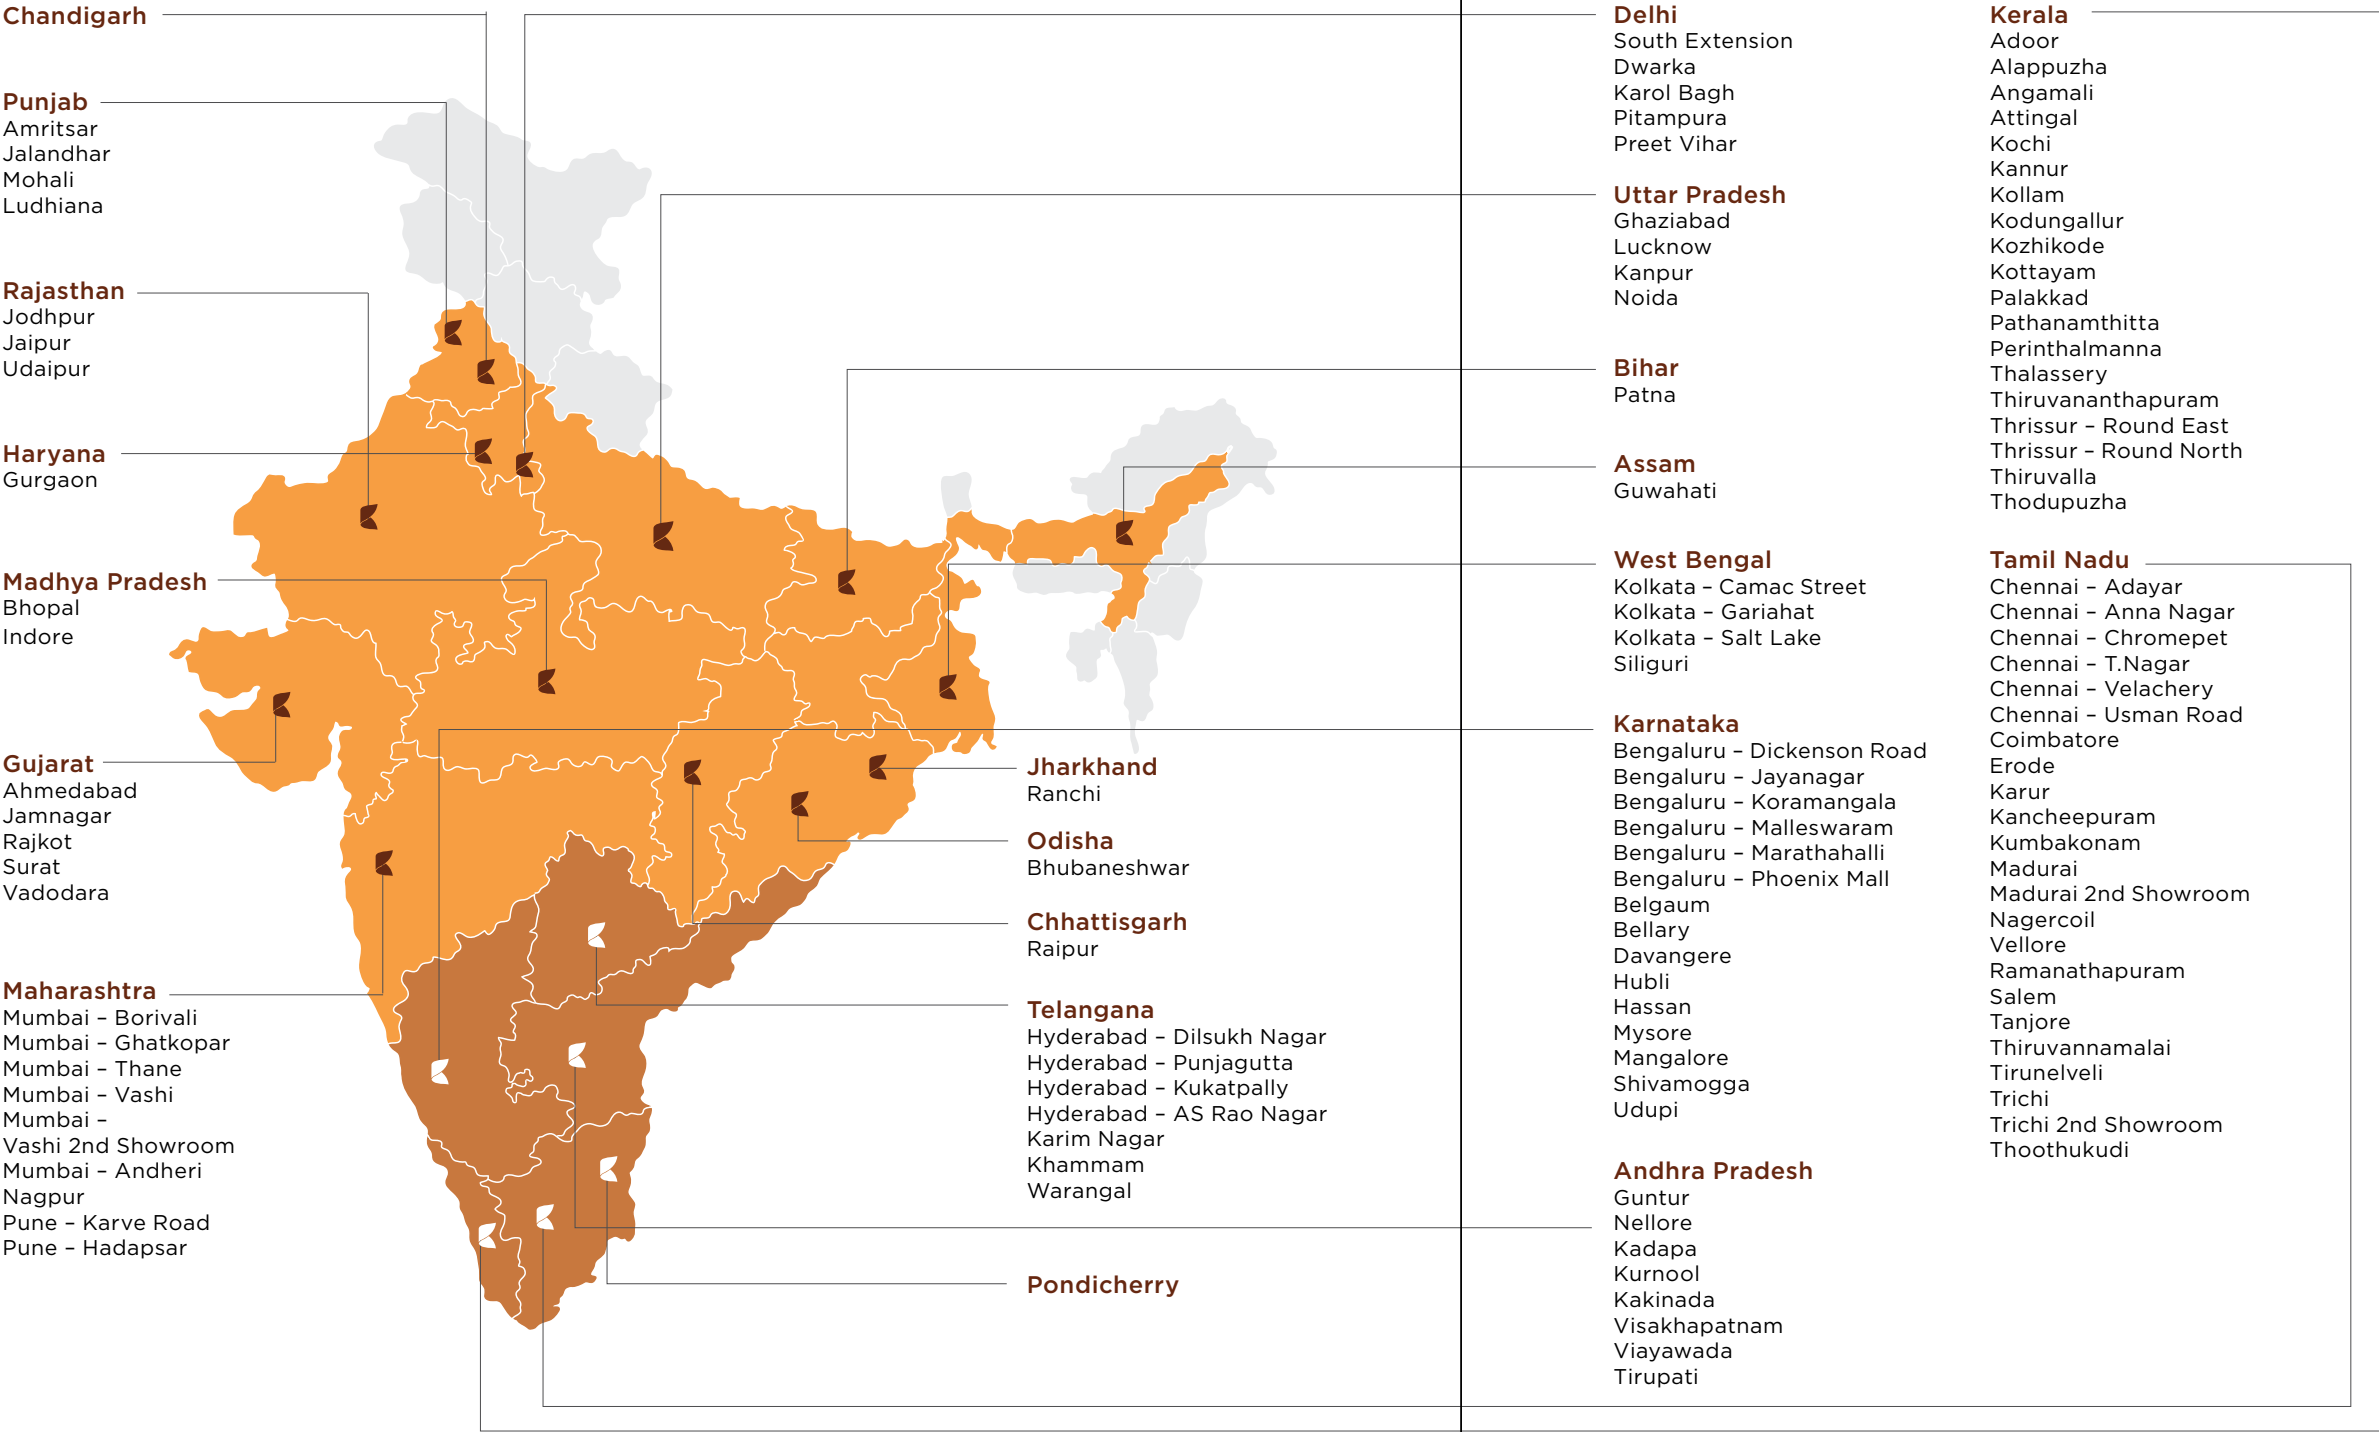 Chandigarh
Punjab
Amritsar
Jalandhar
Mohali
Ludhiana
Rajasthan
Jodhpur
Jaipur
Udaipur
Haryana
Gurgaon
Madhya Pradesh
Bhopal
Indore
Gujarat
Ahmedabad
Jamnagar
Rajkot
Surat
Vadodara
Maharashtra
Mumbai – Borivali
Mumbai – Ghatkopar
Mumbai – Thane
Mumbai – Vashi
Mumbai –
Vashi 2nd Showroom
Mumbai – Andheri
Nagpur
Pune – Karve Road
Pune – Hadapsar
Jharkhand
Ranchi
Odisha
Bhubaneshwar
Chhattisgarh
Raipur
Telangana
Hyderabad – Dilsukh Nagar
Hyderabad – Punjagutta
Hyderabad – Kukatpally
Hyderabad – AS Rao Nagar
Karim Nagar
Khammam
Warangal
Pondicherry
Delhi
South Extension
Dwarka
Karol Bagh
Pitampura
Preet Vihar
Uttar Pradesh
Ghaziabad
Lucknow
Kanpur
Noida
Bihar
Patna
Assam
Guwahati
West Bengal
Kolkata – Camac Street
Kolkata – Gariahat
Kolkata – Salt Lake
Siliguri
Karnataka
Bengaluru – Dickenson Road
Bengaluru – Jayanagar
Bengaluru – Koramangala
Bengaluru – Malleswaram
Bengaluru – Marathahalli
Bengaluru – Phoenix Mall
Belgaum
Bellary
Davangere
Hubli
Hassan
Mysore
Mangalore
Shivamogga
Udupi
Andhra Pradesh
Guntur
Nellore
Kadapa
Kurnool
Kakinada
Visakhapatnam
Viayawada
Tirupati
Kerala
Adoor
Alappuzha
Angamali
Attingal
Kochi
Kannur
Kollam
Kodungallur
Kozhikode
Kottayam
Palakkad
Pathanamthitta
Perinthalmanna
Thalassery
Thiruvananthapuram
Thrissur – Round East
Thrissur – Round North
Thiruvalla
Thodupuzha
Tamil Nadu
Chennai – Adayar
Chennai – Anna Nagar
Chennai – Chromepet
Chennai – T.Nagar
Chennai – Velachery
Chennai – Usman Road
Coimbatore
Erode
Karur
Kancheepuram
Kumbakonam
Madurai
Madurai 2nd Showroom
Nagercoil
Vellore
Ramanathapuram
Salem
Tanjore
Thiruvannamalai
Tirunelveli
Trichi
Trichi 2nd Showroom
Thoothukudi